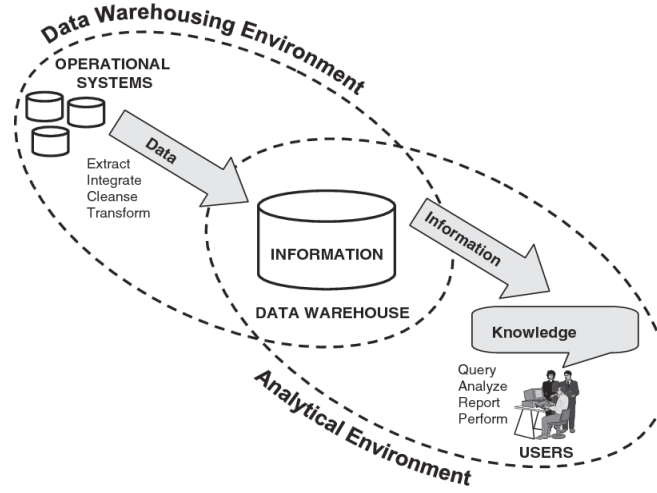 Data Warehousing Environment
OPERATIONAL
SYSTEMS
Data
Extract
Integrate
Cleanse
Transform
INFORMATION
DATA WAREHOUSE
Information
Knowledge
Query
Analyze
Report
Perform
USERS
Analytical Environment